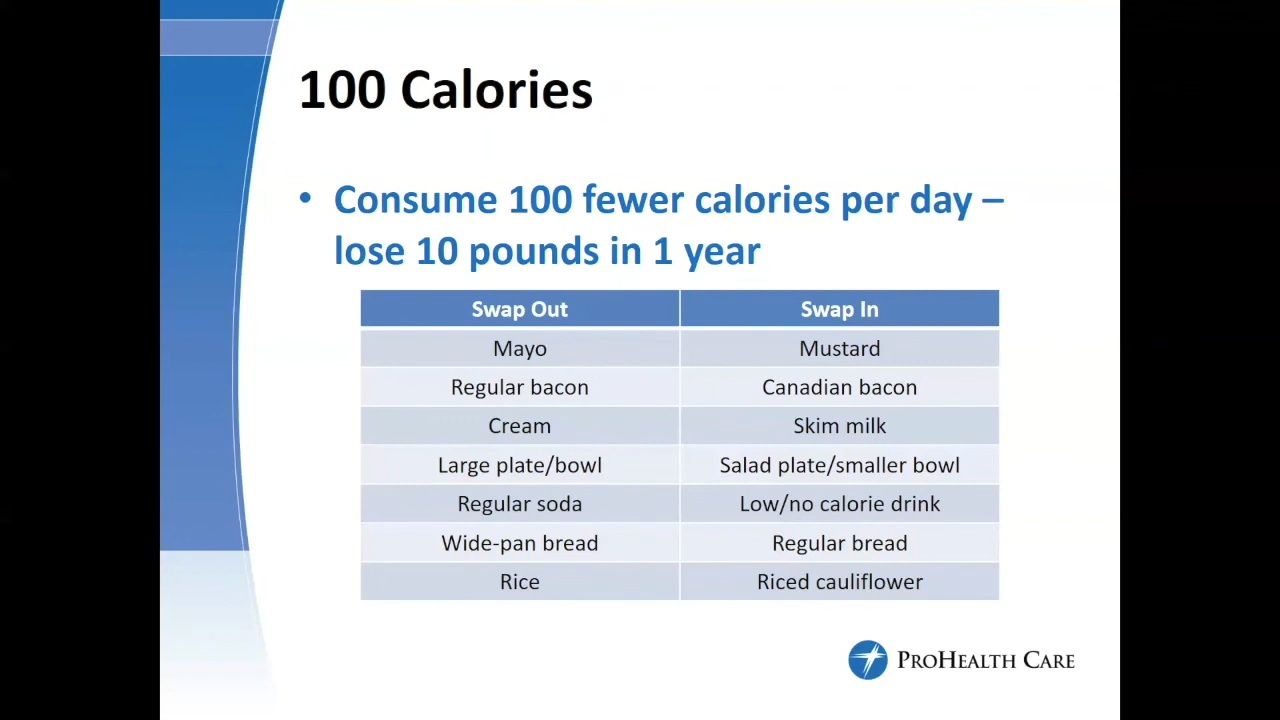 100 Calories
• Consume 100 fewer calories per day –
lose 10 pounds in 1 year
Swap Out Swap In
Mayo Mustard
Regular bacon Canadian bacon
Cream Skim milk
Large plate/bowl Salad plate/smaller bowl
Regular soda Low/no calorie drink
Wide-pan bread Regular bread
Rice Riced cauliflower
PROHEALTH CARE